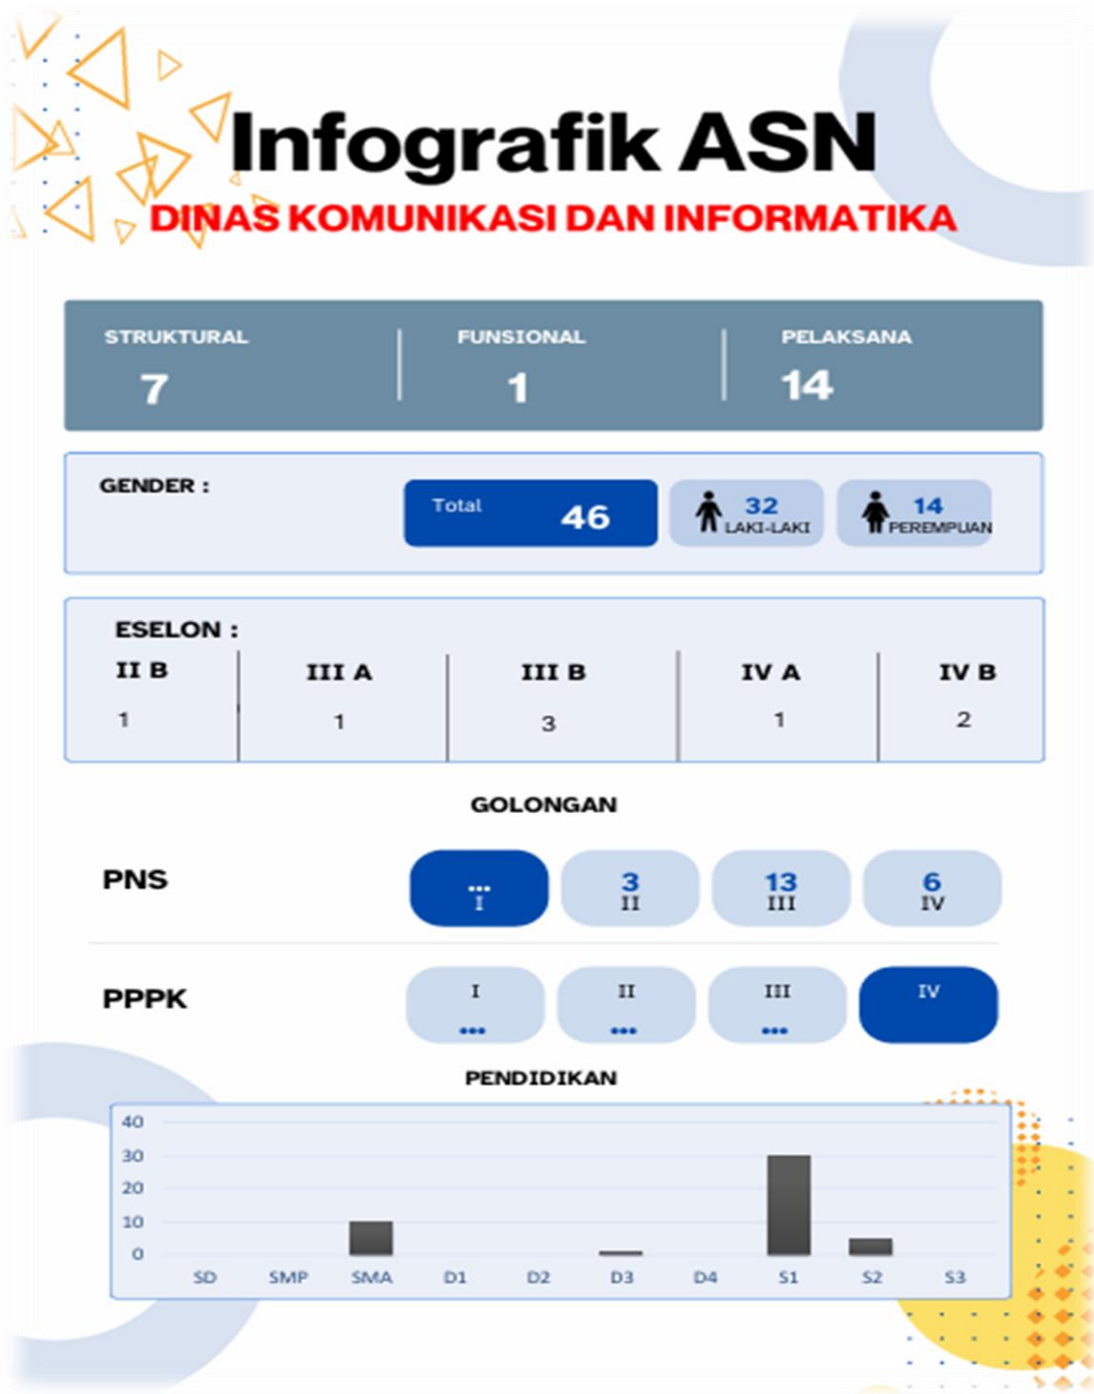 Infografik ASN
DINAS KOMUNIKASI DAN INFORMATIKA
STRUKTURAL FUNSIONAL PELAKSANA
7 1 14
GENDER :
Total 46 32 LAKI-LAKI 14 PEREMPUAN
ESELON :
II B III A III B IV A IV B
1 1 3 1 2
GOLONGAN
PNS ... 3 13 6
I II III IV
PPPK I II III IV
... ... ...
PENDIDIKAN
40
30
20
10
0
SD SMP SMA D1 D2 D3 D4 S1 S2 S3